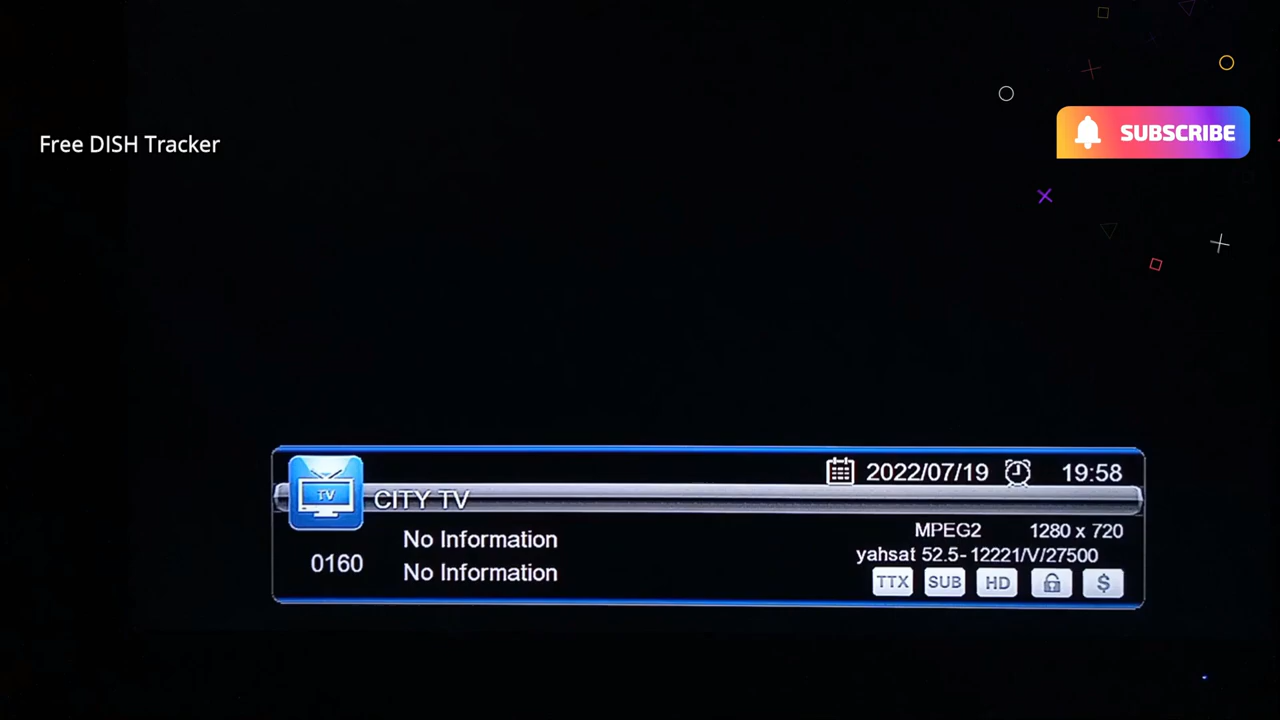 Free DISH Tracker
SUBSCRIBE
2022/07/19 19:58
TV
CITY TV
MPEG2 1280 x 720
No Information
yahsat 52.5-12221/V/27500
0160
No Information
TTX SUB HD $